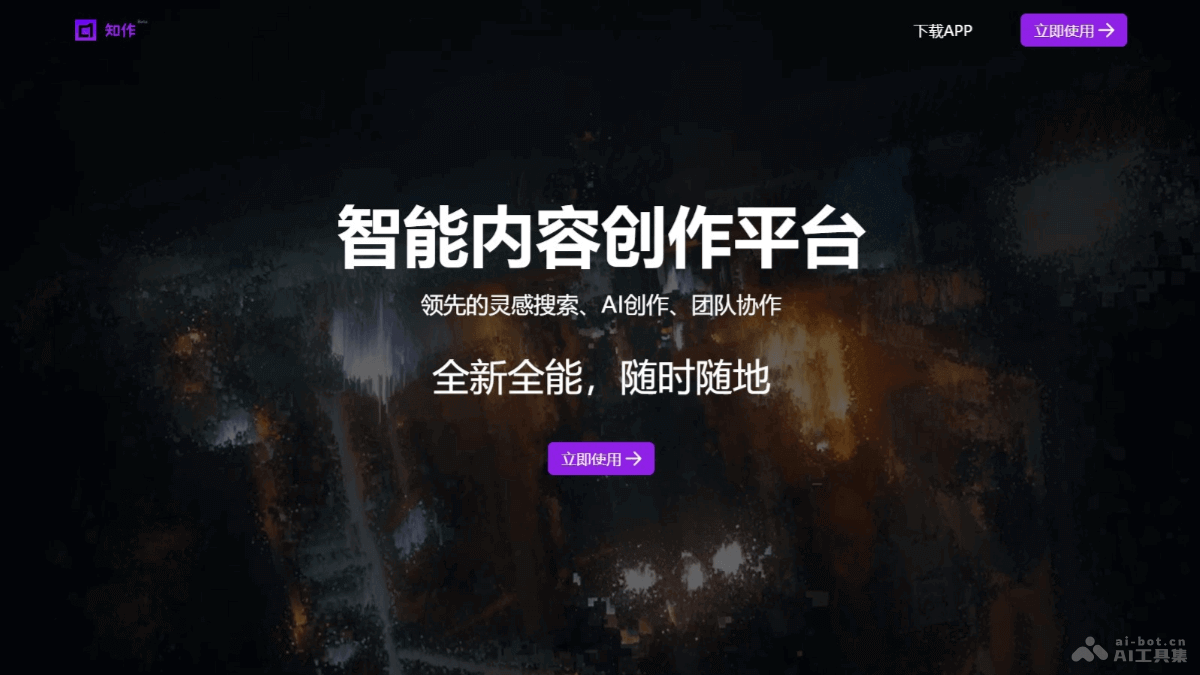 知作 Beta
下载APP
立即使用→
智能内容创作平台
领先的灵感搜索、AI创作、团队协作
全新全能，随时随地
立即使用→
ai-bot.cn
AI工具集